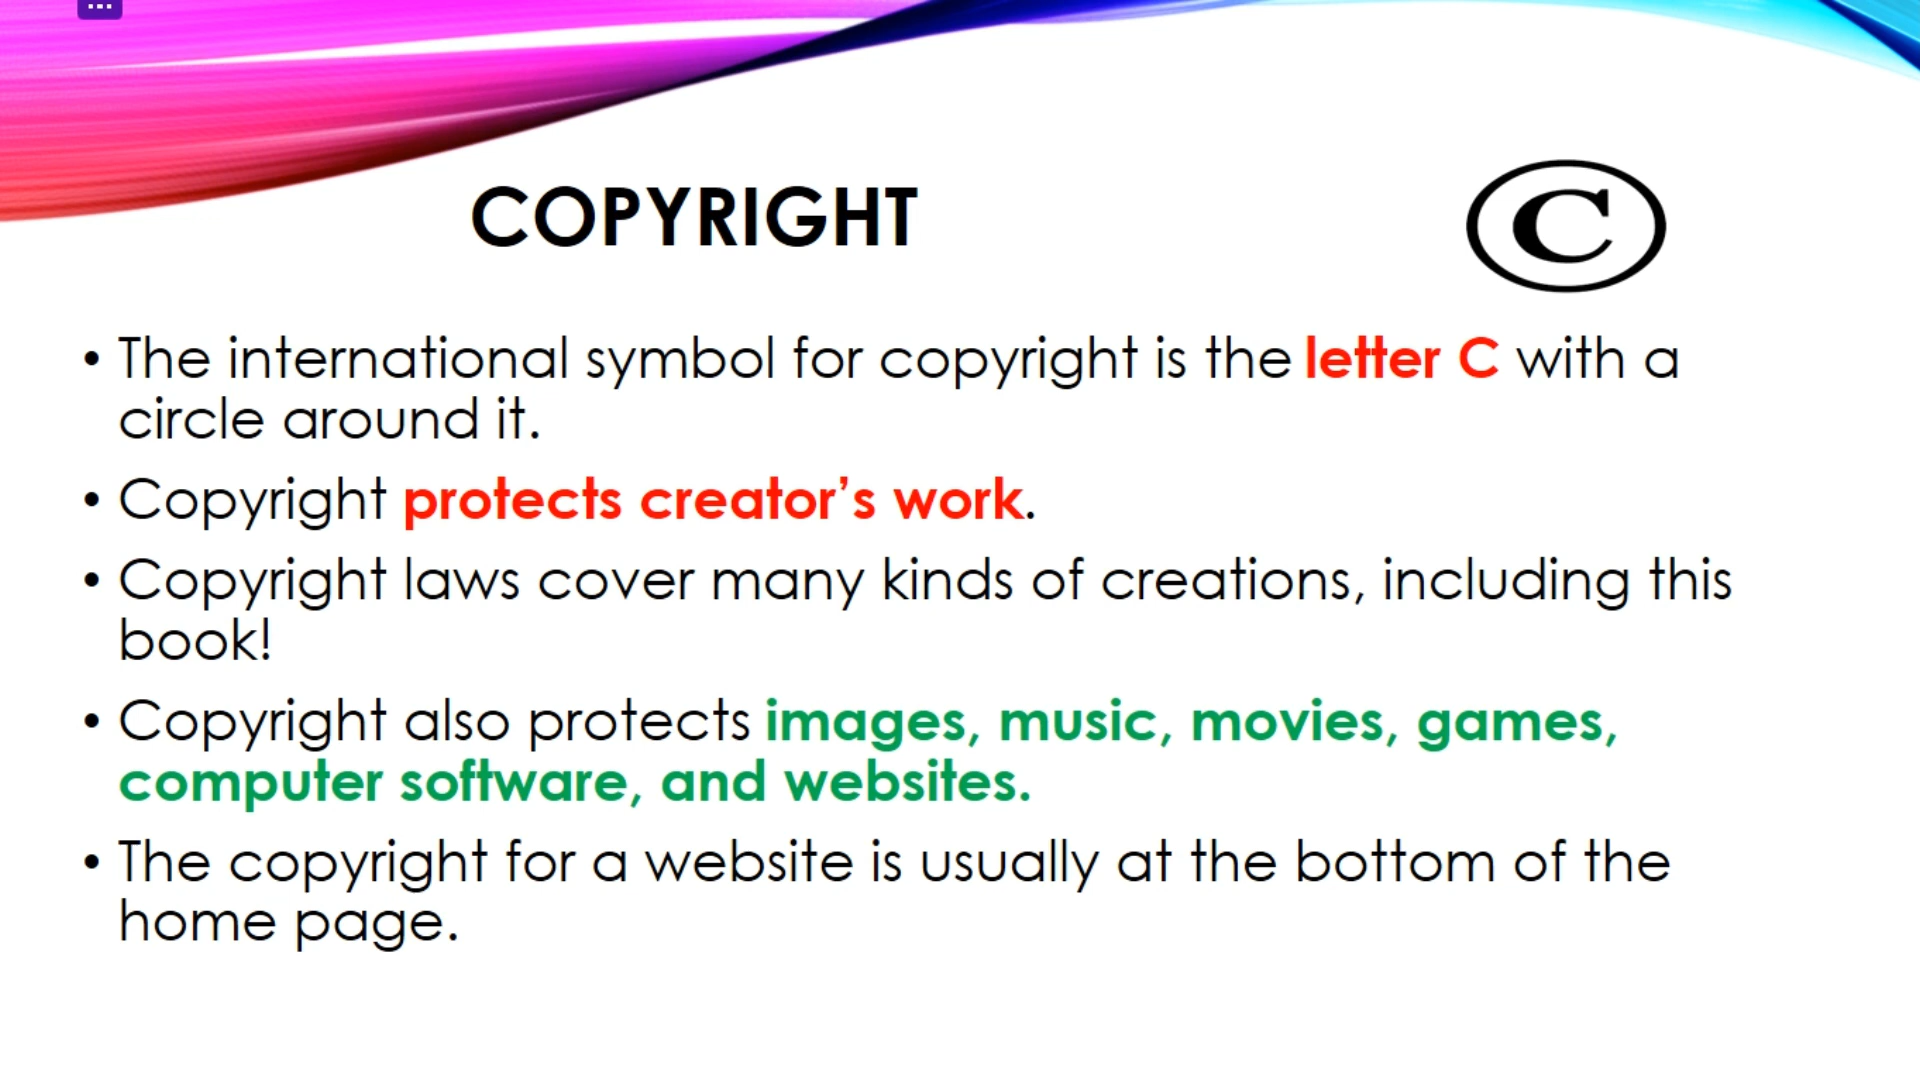 COPYRIGHT
©
• The international symbol for copyright is the letter C with a
circle around it.
• Copyright protects creator’s work.
• Copyright laws cover many kinds of creations, including this
book!
• Copyright also protects images, music, movies, games,
computer software, and websites.
• The copyright for a website is usually at the bottom of the
home page.